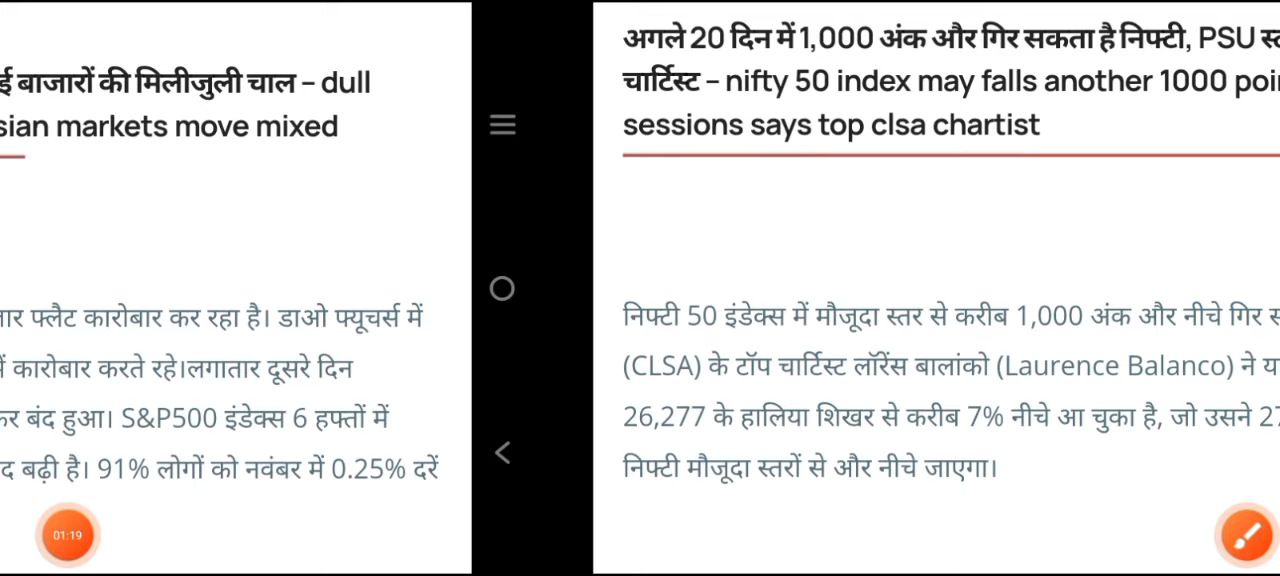 ई बाजारों की मिलीजुली चाल – dull
sian markets move mixed
तार फ्लैट कारोबार कर रहा है। डाओ फ्यूचर्स में
में कारोबार करते रहे।लगातार दूसरे दिन
कर बंद हुआ। S&P500 इंडेक्स 6 हफ्तों में
द बढ़ी है। 91% लोगों को नवंबर में 0.25% दरें
01:19
अगले 20 दिन में 1,000 अंक और गिर सकता है निफ्टी, PSU स्ट
चार्टिस्ट – nifty 50 index may falls another 1000 poi
sessions says top clsa chartist
निफ्टी 50 इंडेक्स में मौजूदा स्तर से करीब 1,000 अंक और नीचे गिर स
(CLSA) के टॉप चार्टिस्ट लॉरेंस बालांको (Laurence Balanco) ने य
26,277 के हालिया शिखर से करीब 7% नीचे आ चुका है, जो उसने 27
निफ्टी मौजूदा स्तरों से और नीचे जाएगा।